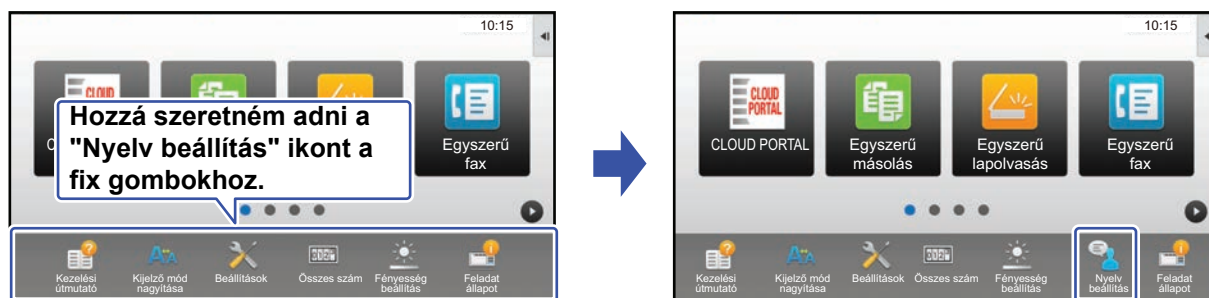 10:15
CLOUD
Hozzá szeretném adni a
"Nyelv beállítás" ikont a
fix gombokhoz.
Egyszerű
fax
Kezelési
útmutató
Kijelző mód
nagyítása
Beállítások
Összes szám
Fényesség
beállítás
Feladat
állapot
10:15
CLOUD
PORTAL
CLOUD PORTAL
Egyszerű
másolás
Egyszerű
lapolvasás
Egyszerű
fax
Kezelési
útmutató
Kijelző mód
nagyítása
Beállítások
Összes szám
Fényesség
beállítás
Nyelv
beállítás
Feladat
állapot